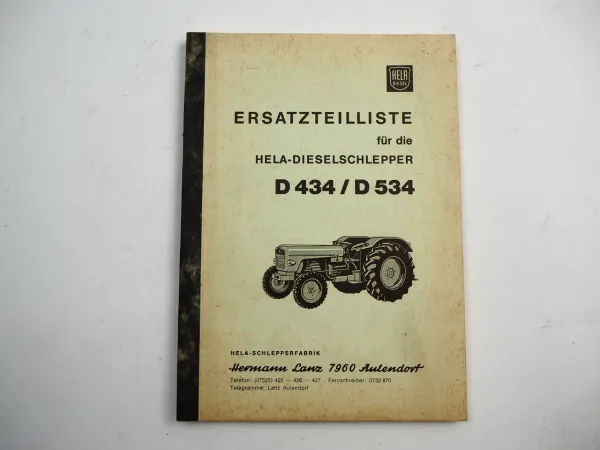 HELA
DIESEL
ERSATZTEILLISTE
für die
HELA-DIESELSCHLEPPER
D 434 / D 534
HELA-SCHLEPPERFABRIK
Hermann Lanz 7960 Aulendorf
Telefon: (07525) 425 — 426 — 427 · Fernschreiber: 0732 870
Telegramme: Lanz Aulendorf